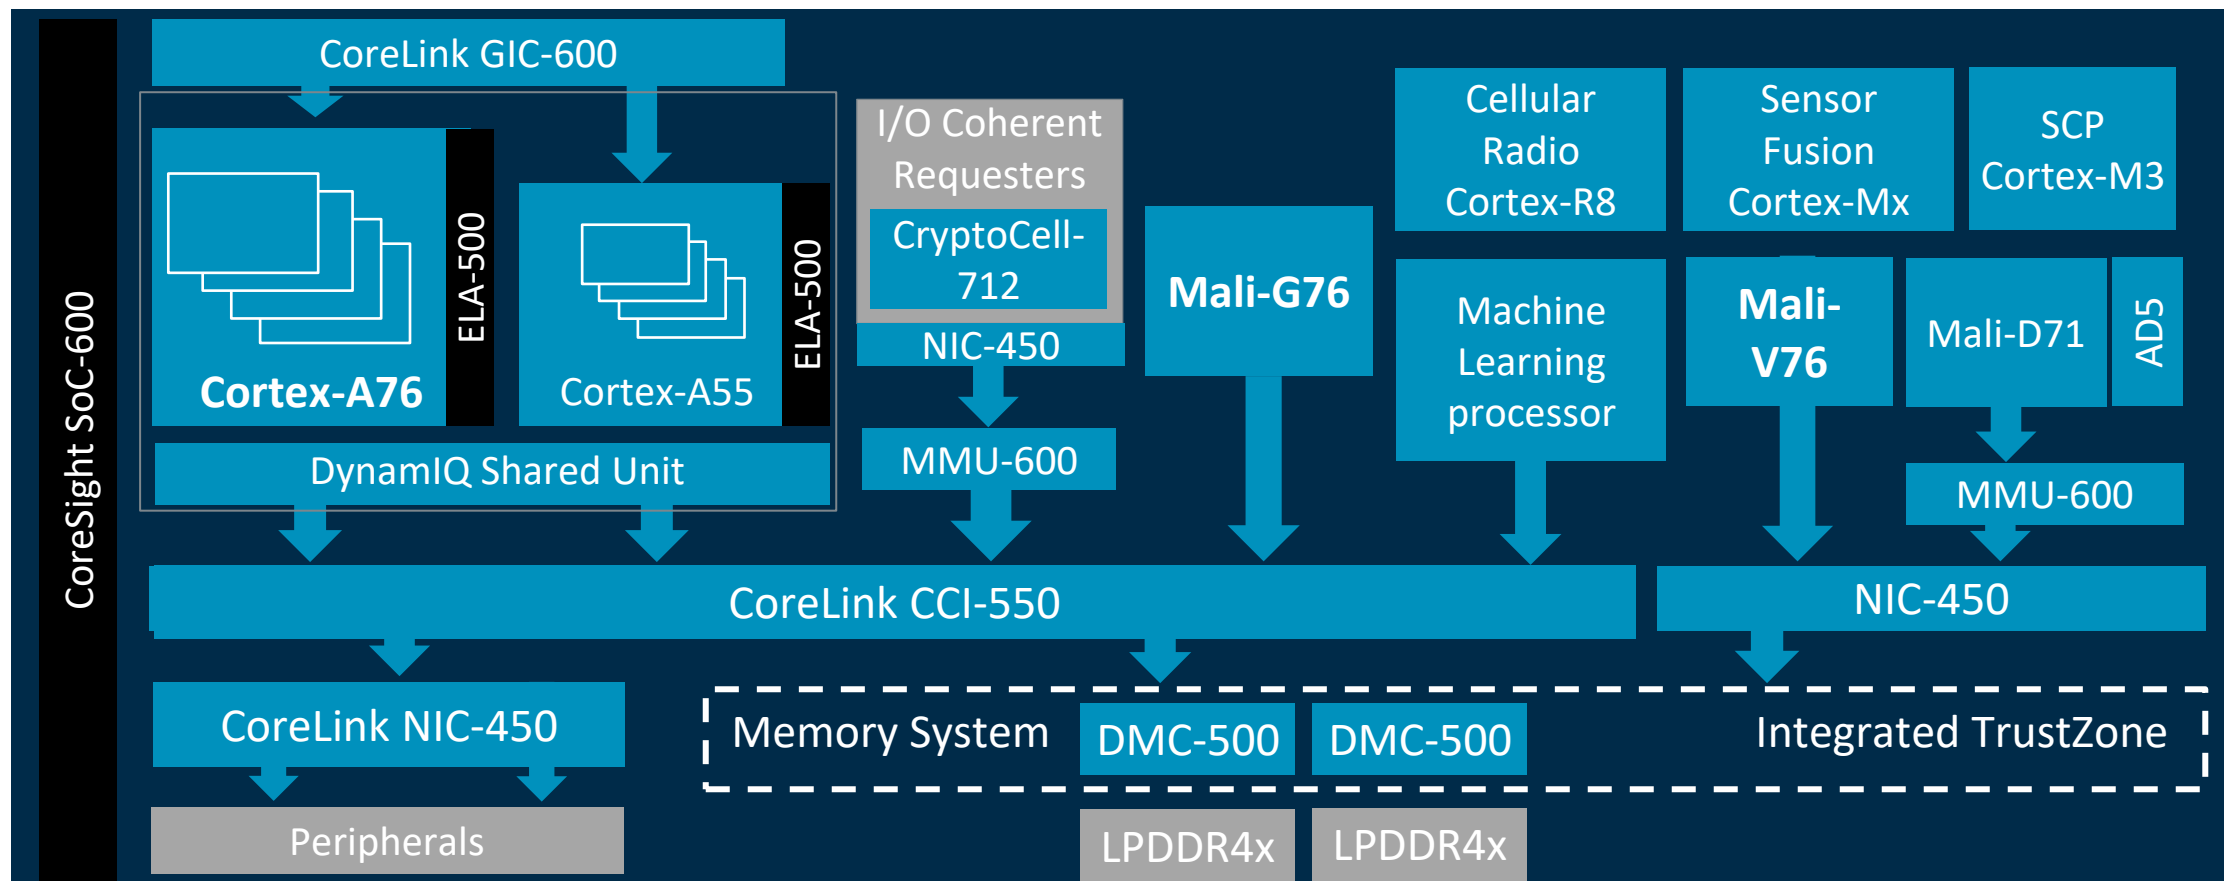 CoreSight SoC-600
CoreLink GIC-600
Cortex-A76
ELA-500
Cortex-A55
ELA-500
DynamIQ Shared Unit
I/O Coherent
Requesters
CryptoCell-
712
NIC-450
MMU-600
Mali-G76
Cellular
Radio
Cortex-R8
Sensor
Fusion
Cortex-Mx
SCP
Cortex-M3
Machine
Learning
processor
Mali-
V76
Mali-D71
AD5
MMU-600
CoreLink CCI-550
NIC-450
CoreLink NIC-450
Peripherals
Memory System
DMC-500
DMC-500
Integrated TrustZone
LPDDR4x
LPDDR4x